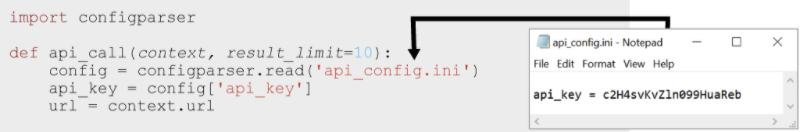 import configparser
def api_call(context, result_limit=10):
config = configparser.read('api_config.ini')
api_key = config['api_key']
url = context.url
api_config.ini - Notepad
File Edit Format View Help
api_key = c2H4svKvZln099HuaReb